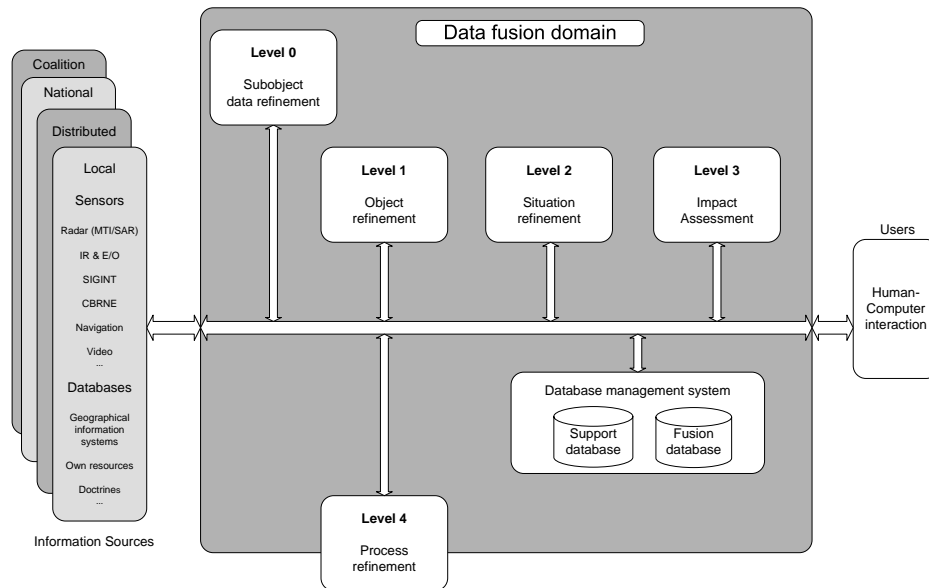 Data fusion domain
Coalition
National
Distributed
Local
Sensors
Radar (MTI/SAR)
IR & E/O
SIGINT
CBRNE
Navigation
Video
...
Databases
Geographical
information
systems
Own resources
Doctrines
...
Information Sources
Level 0
Subobject
data refinement
Level 1
Object
refinement
Level 2
Situation
refinement
Level 3
Impact
Assessment
Users
Human-
Computer
interaction
Database management system
Support
database
Fusion
database
Level 4
Process
refinement